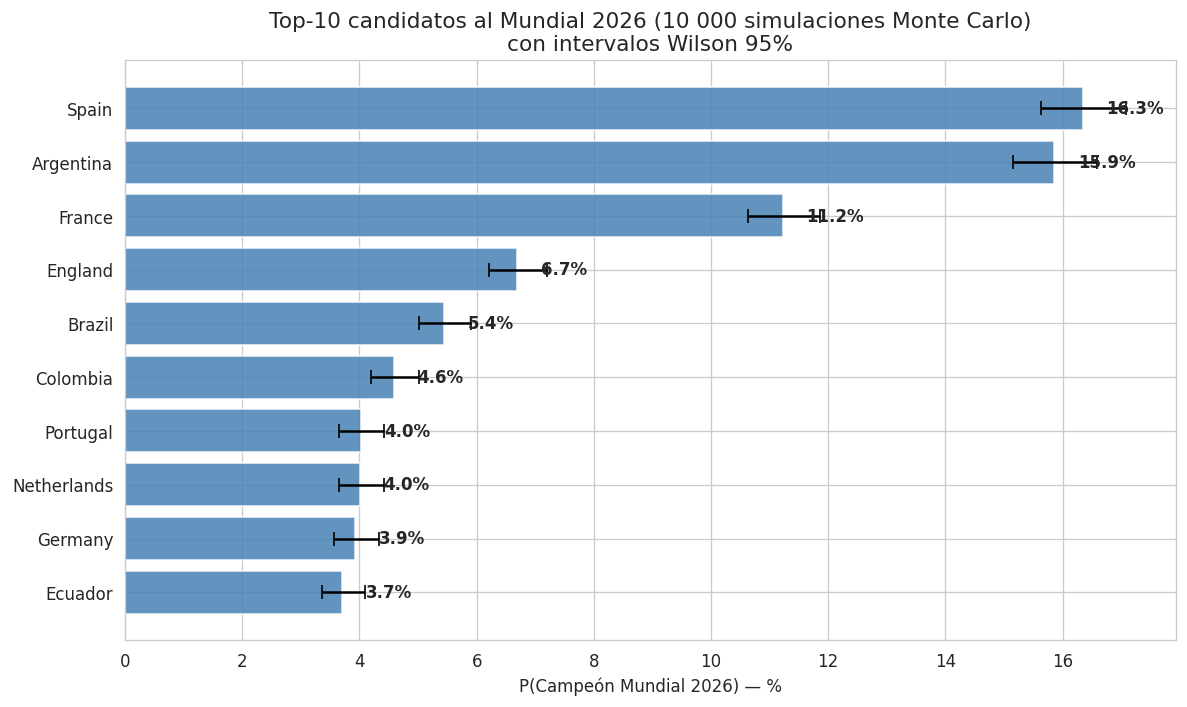 Top-10 candidatos al Mundial 2026 (10 000 simulaciones Monte Carlo)
con intervalos Wilson 95%
Spain
16.3%
Argentina
15.9%
France
11.2%
England
6.7%
Brazil
5.4%
Colombia
4.6%
Portugal
4.0%
Netherlands
4.0%
Germany
3.9%
Ecuador
3.7%
0 2 4 6 8 10 12 14 16
P(Campeón Mundial 2026) — %